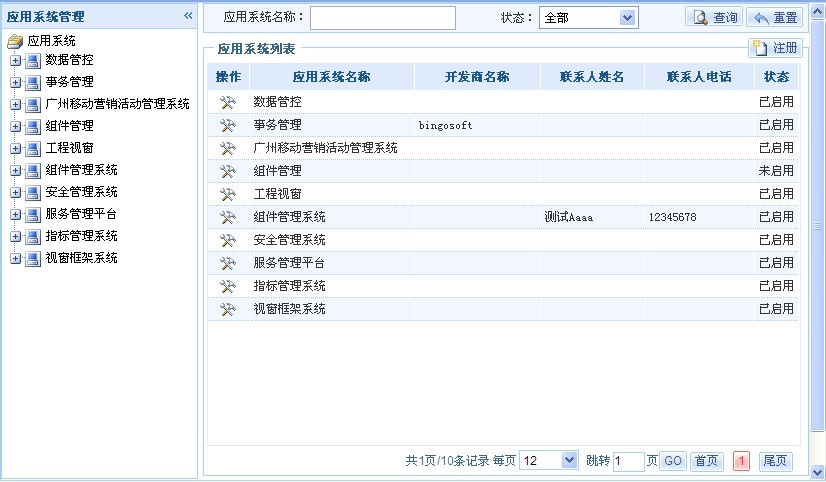 应用系统管理 «
应用系统
数据管控
事务管理
广州移动营销活动管理系统
组件管理
工程视窗
组件管理系统
安全管理系统
服务管理平台
指标管理系统
视窗框架系统
应用系统名称： 状态： 全部 查询 重置
应用系统列表 注册
操作 应用系统名称 开发商名称 联系人姓名 联系人电话 状态
数据管控 已启用
事务管理 bingosoft 已启用
广州移动营销活动管理系统 已启用
组件管理 未启用
工程视窗 已启用
组件管理系统 测试Aaaa 12345678 已启用
安全管理系统 已启用
服务管理平台 已启用
指标管理系统 已启用
视窗框架系统 已启用
共1页/10条记录 每页 12 跳转 1 页 GO 首页 1 尾页